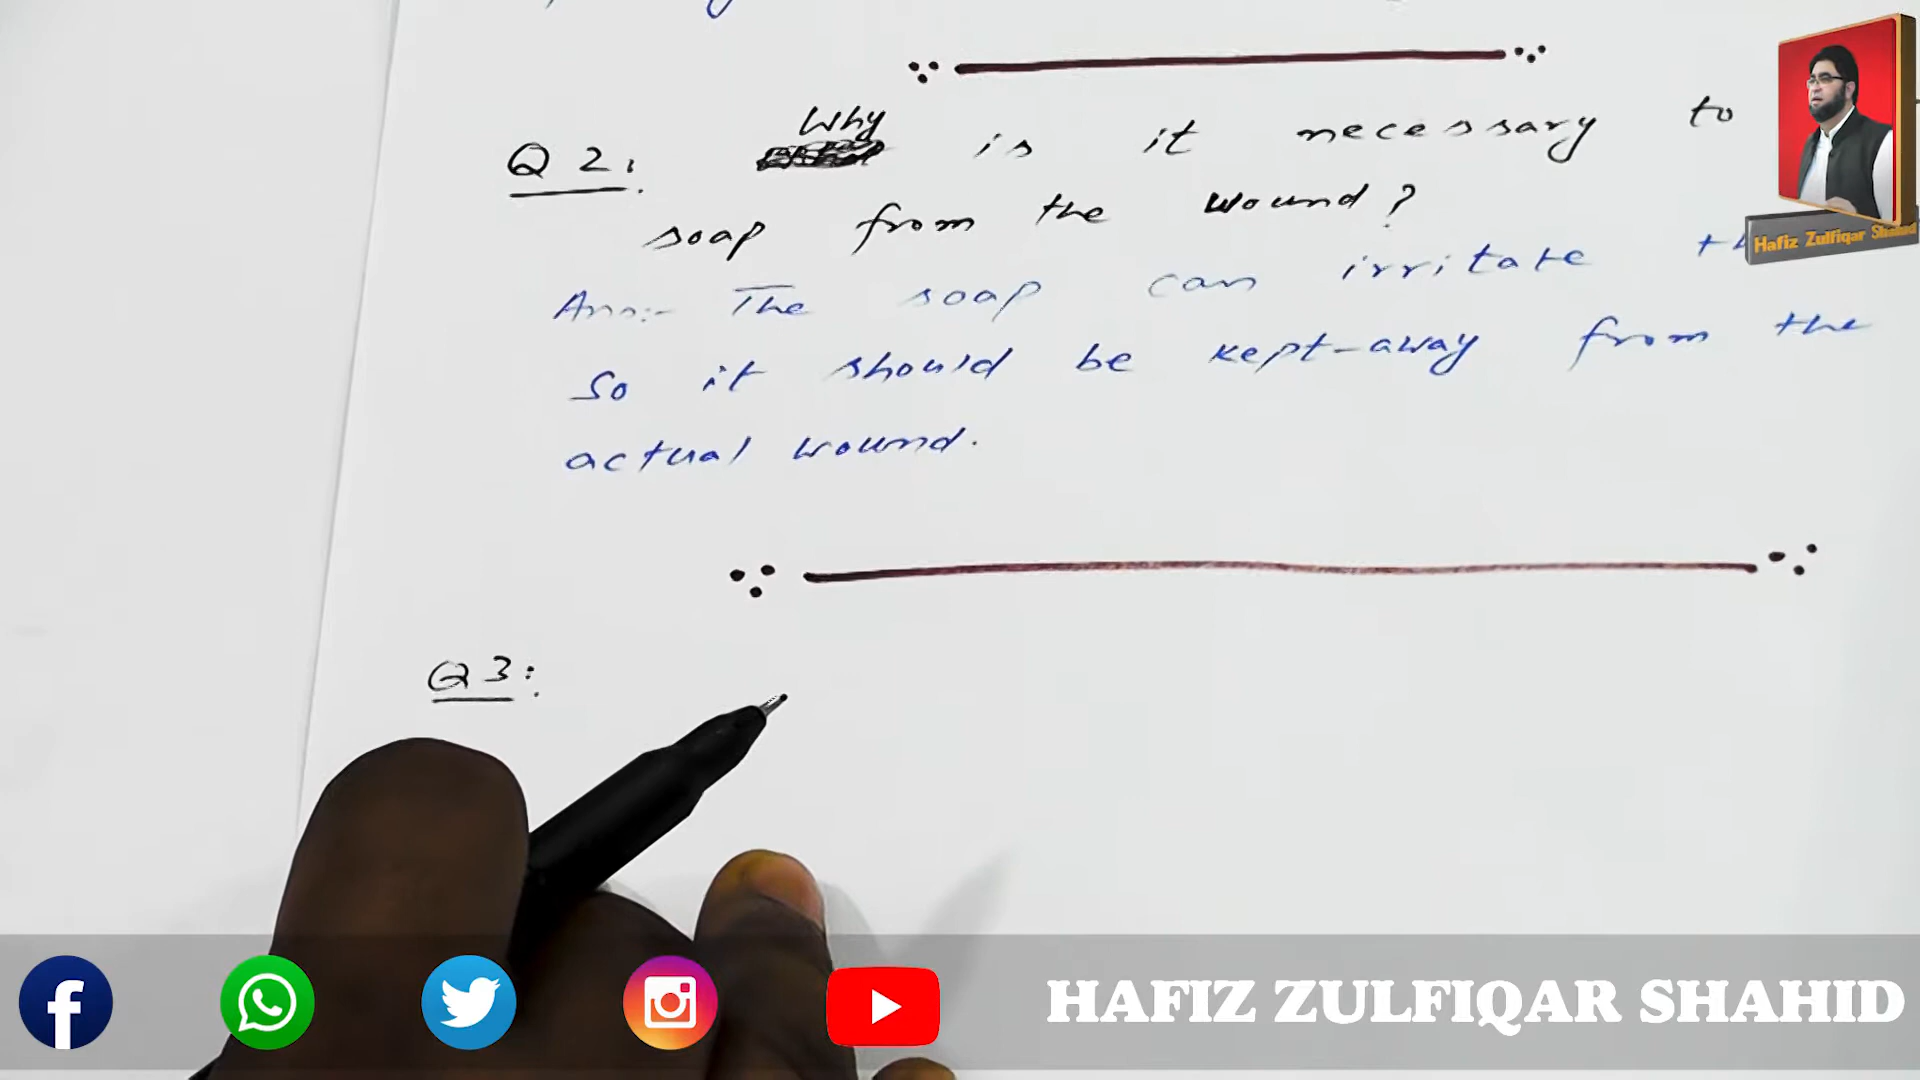 Why
Q 2: is it necessary to
soap from the wound?
Ans:- The soap can irritate
So it should be kept-away from the
actual wound.
Q 3:
Hafiz Zulfiqar Shahid
HAFIZ ZULFIQAR SHAHID